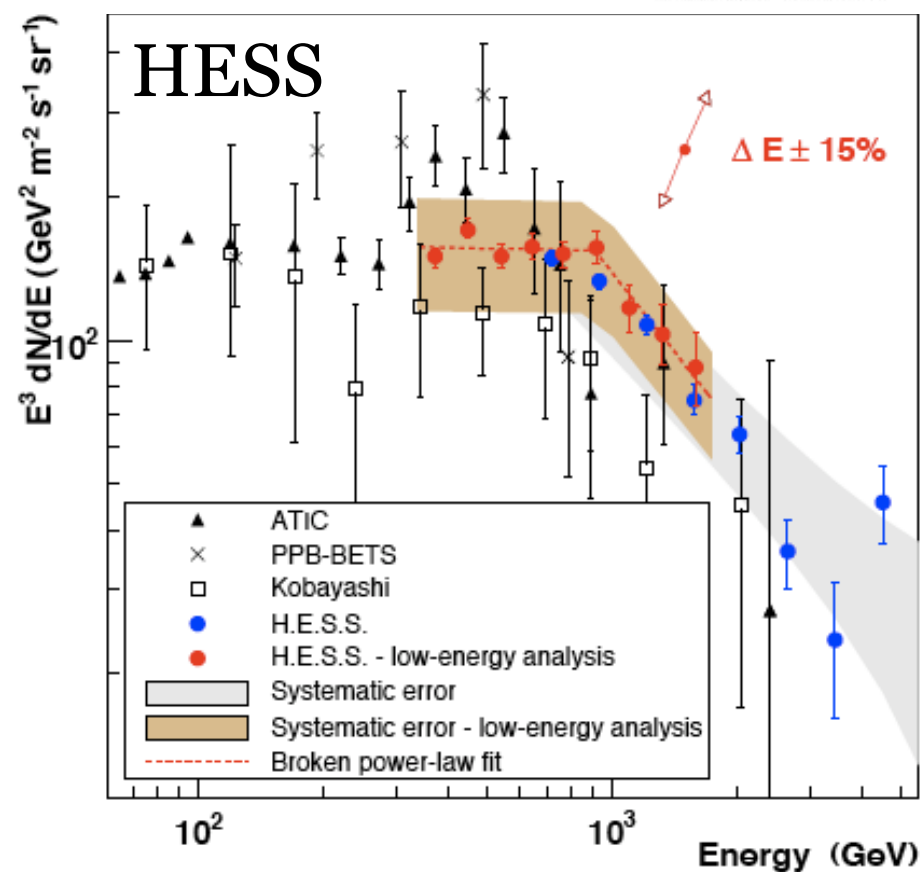 HESS
E³ dN/dE (GeV² m⁻² s⁻¹ sr⁻¹)
Δ E ± 15%
10²
ATIC
PPB-BETS
Kobayashi
H.E.S.S.
H.E.S.S. - low-energy analysis
Systematic error
Systematic error - low-energy analysis
Broken power-law fit
10²
10³
Energy (GeV)